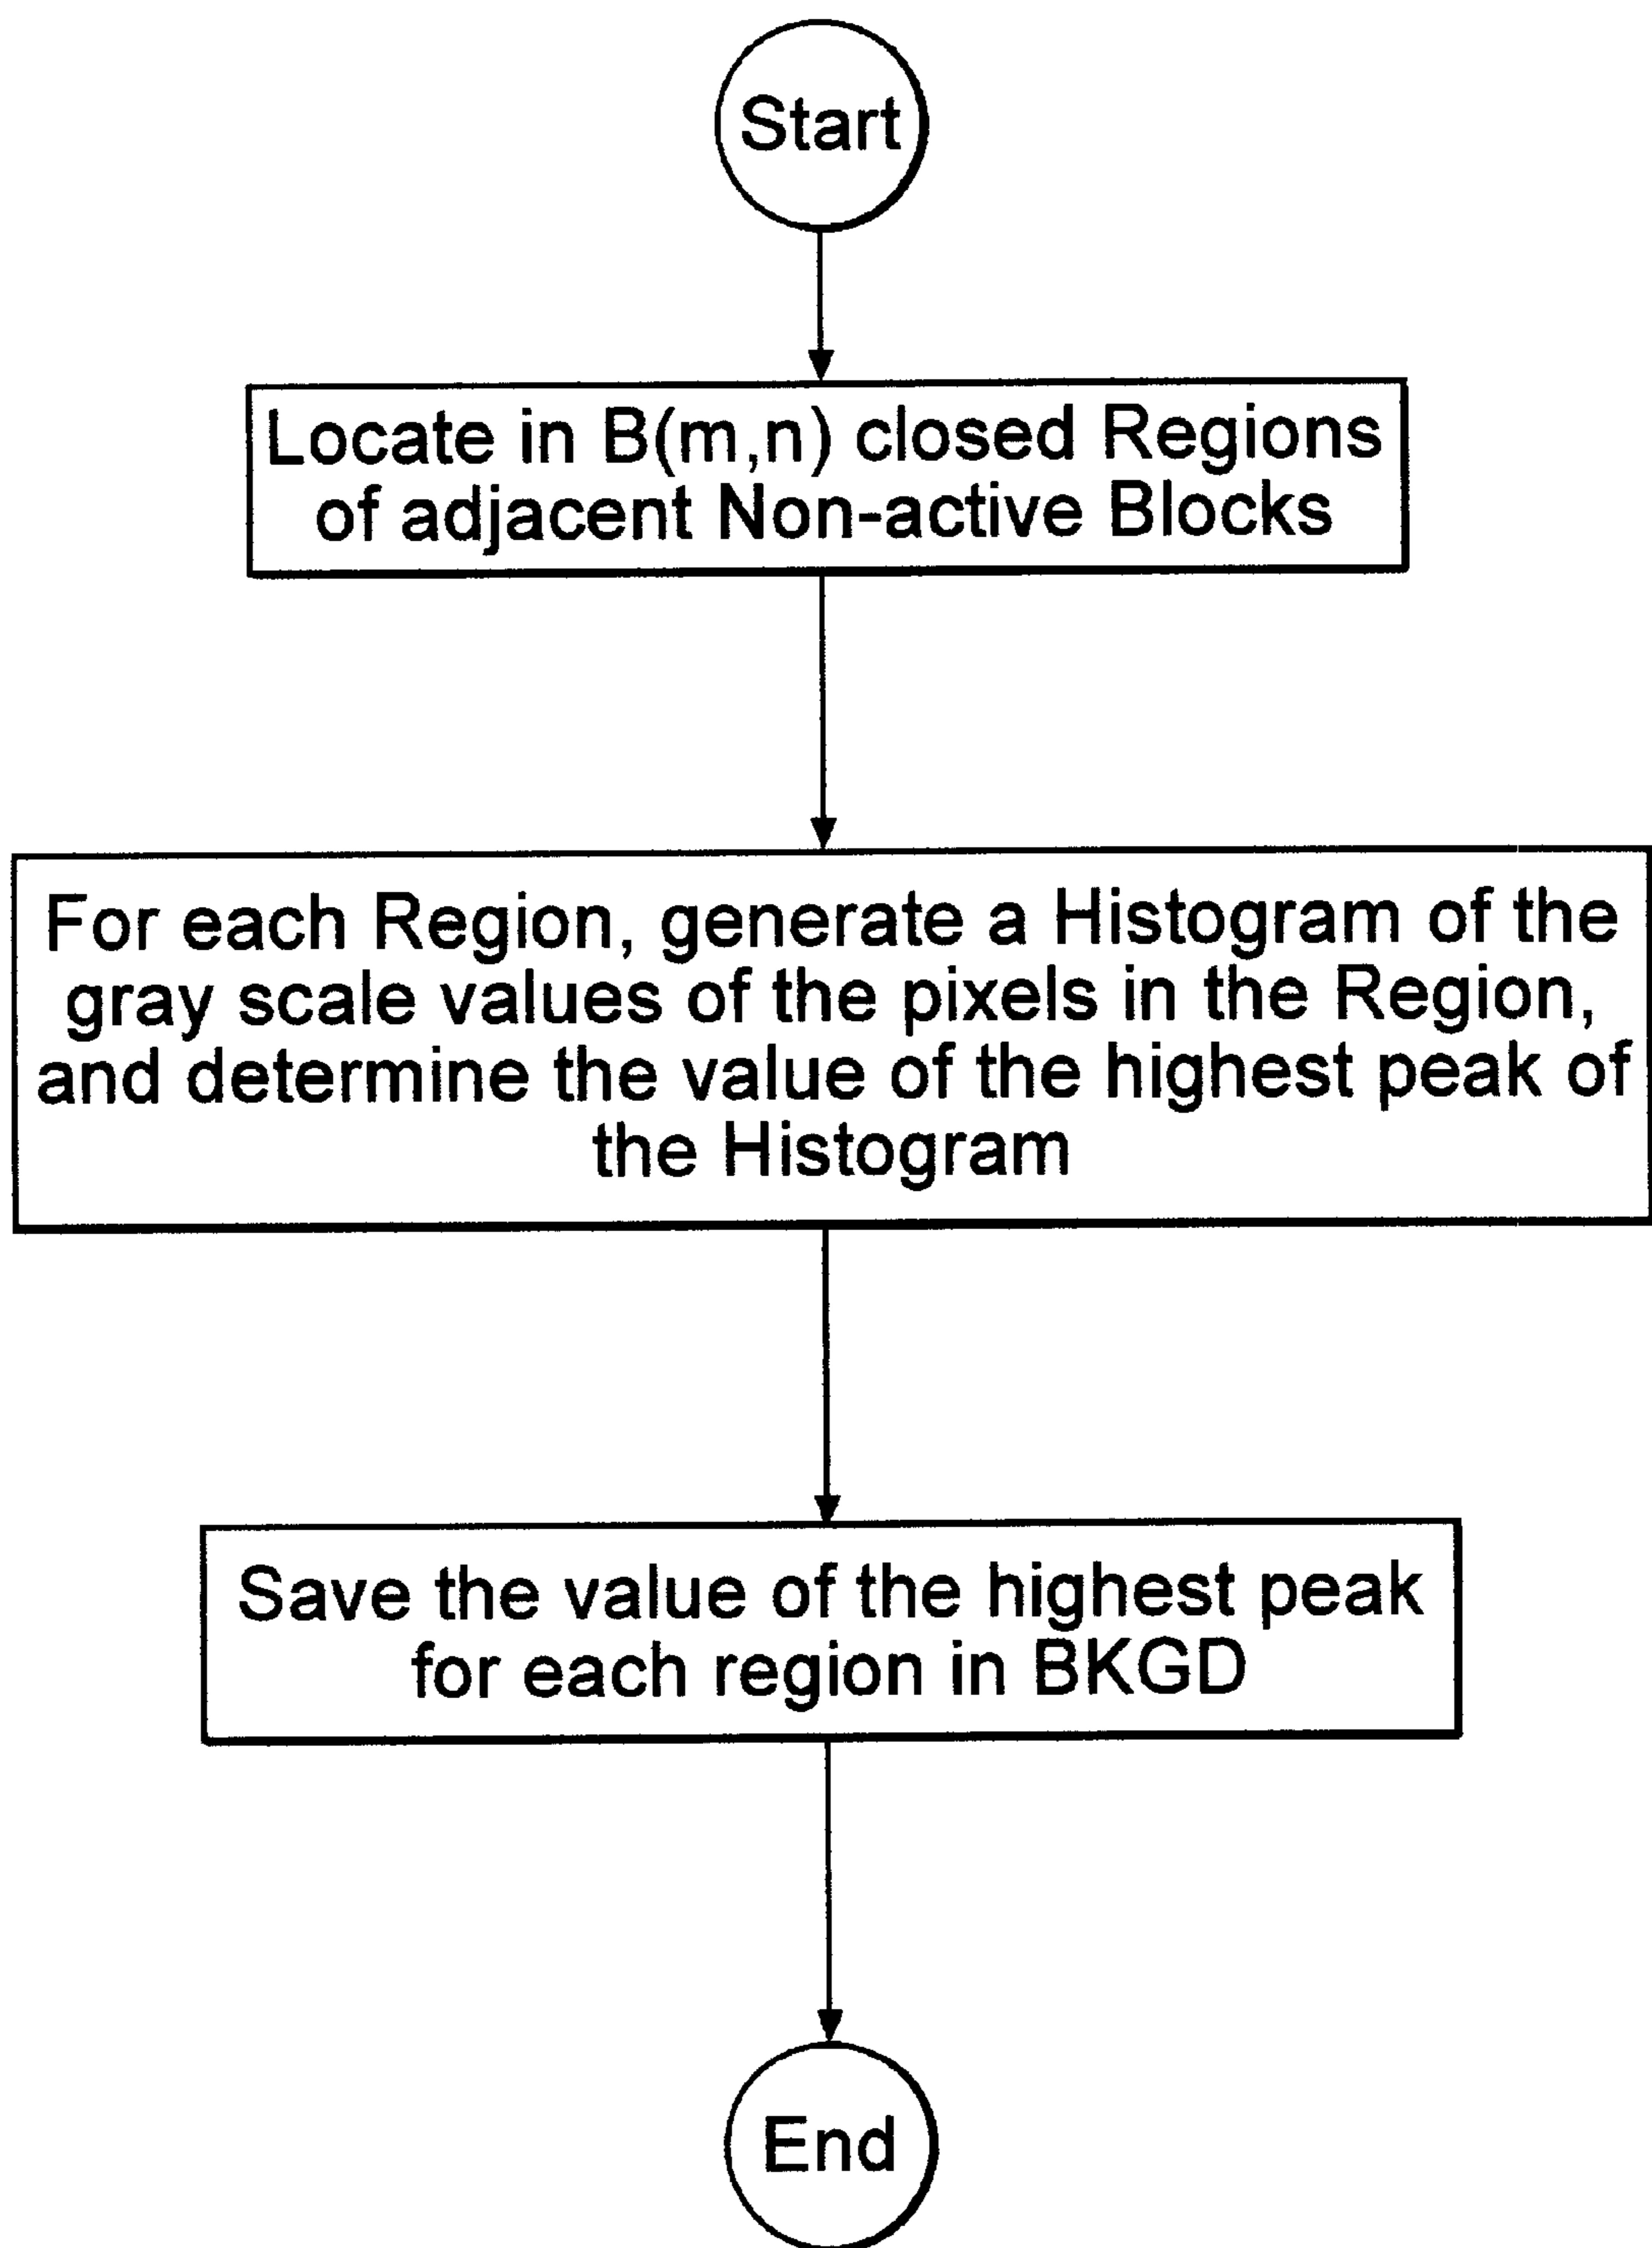 Start
Locate in B(m,n) closed Regions
of adjacent Non-active Blocks
For each Region, generate a Histogram of the
gray scale values of the pixels in the Region,
and determine the value of the highest peak of
the Histogram
Save the value of the highest peak
for each region in BKGD
End